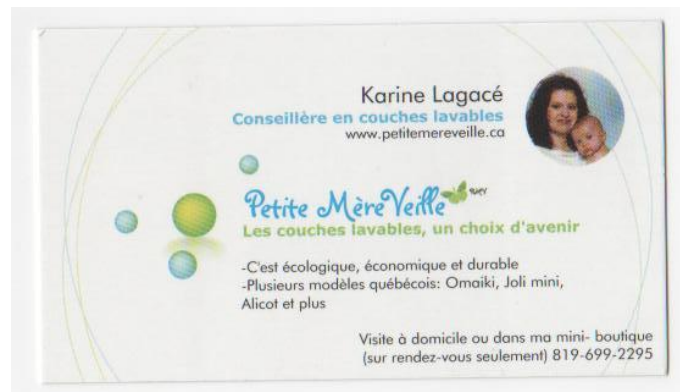 Karine Lagacé
Conseillère en couches lavables
www.petitemereveille.ca
Petite MèreVeille
Les couches lavables, un choix d'avenir
-C'est écologique, économique et durable
-Plusieurs modèles québécois: Omaiki, Joli mini,
Alicot et plus
Visite à domicile ou dans ma mini- boutique
(sur rendez-vous seulement) 819-699-2295